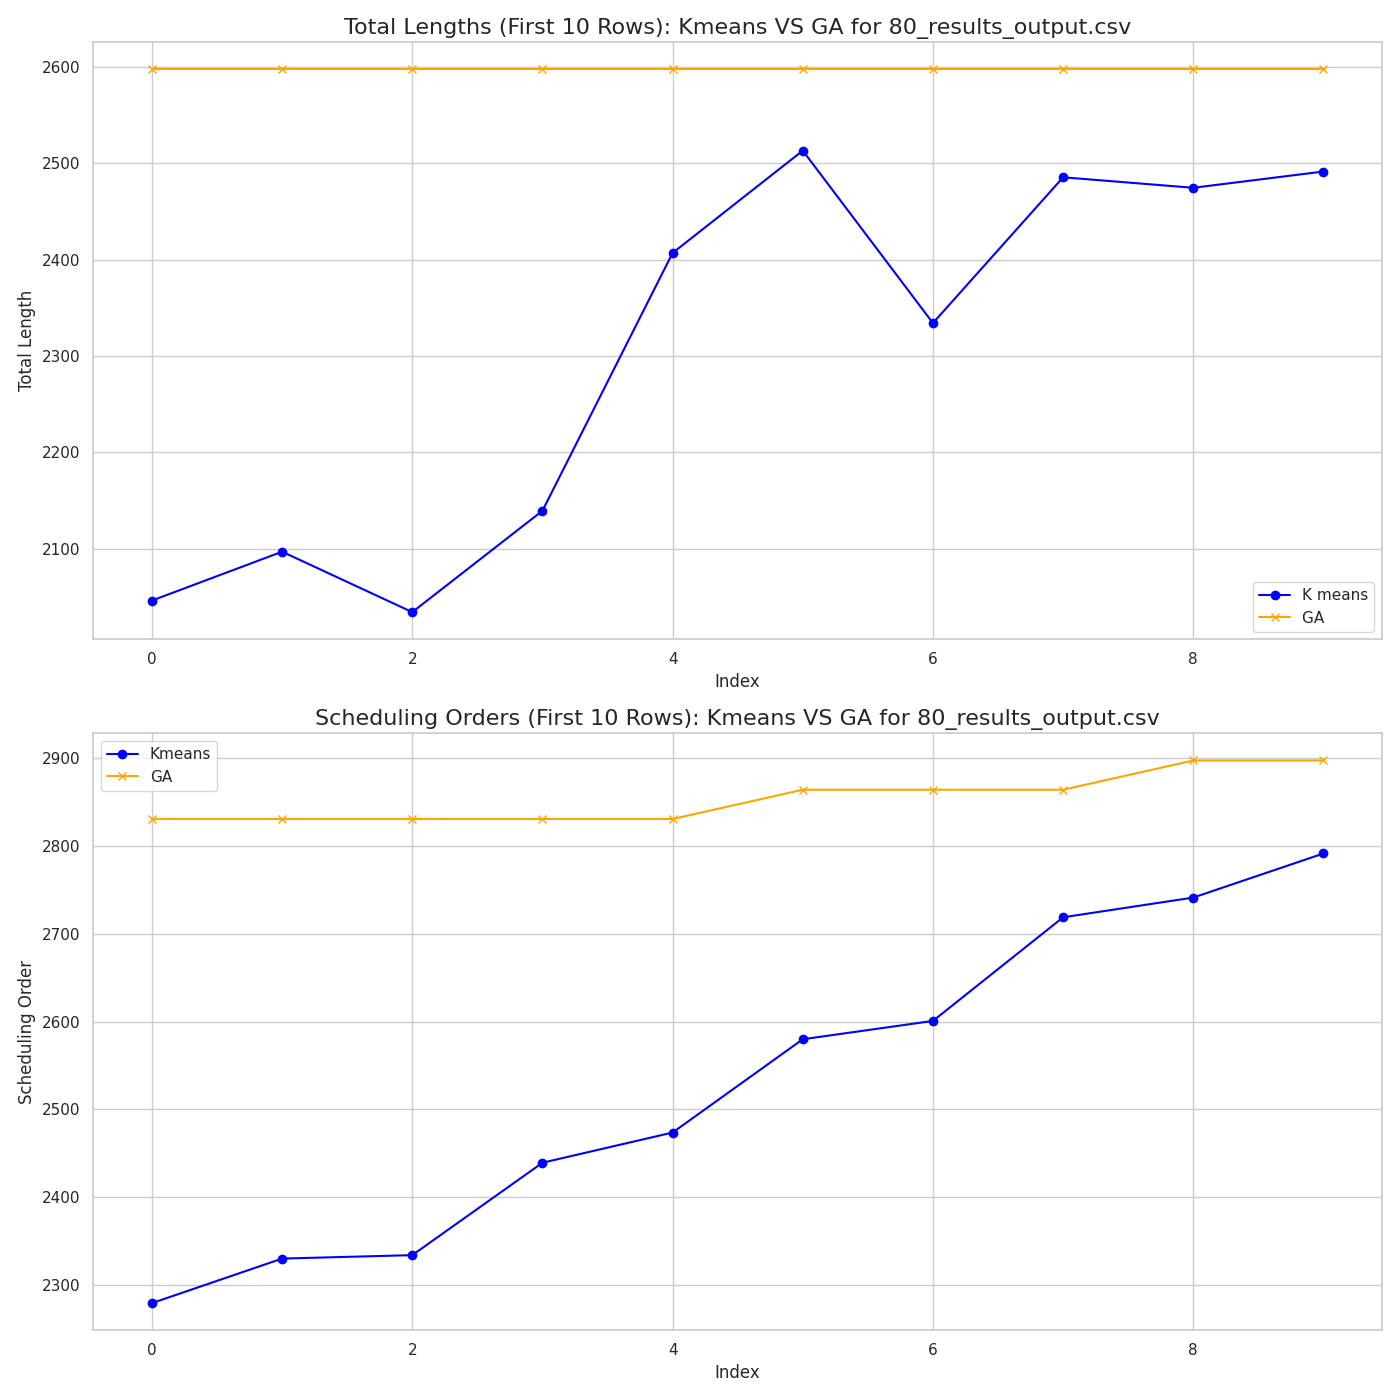 Total Lengths (First 10 Rows): Kmeans VS GA for 80_results_output.csv
2600
2500
2400
2300
2200
2100
Total Length
K means
GA
0 2 4 6 8
Index
Scheduling Orders (First 10 Rows): Kmeans VS GA for 80_results_output.csv
Kmeans
GA
2900
2800
2700
2600
2500
2400
2300
Scheduling Order
0 2 4 6 8
Index